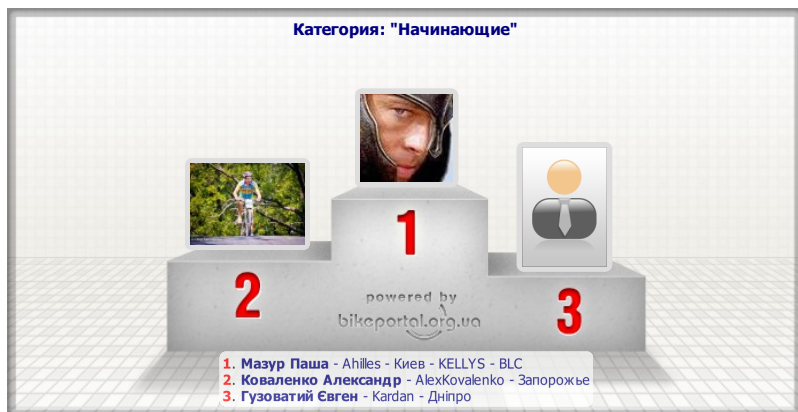 Категория: "Начинающие"
1
2
3
powered by
bikeportal.org.ua
1. Мазур Паша - Ahilles - Киев - KELLYS - BLC
2. Коваленко Александр - AlexKovalenko - Запорожье
3. Гузоватий Євген - Kardan - Дніпро